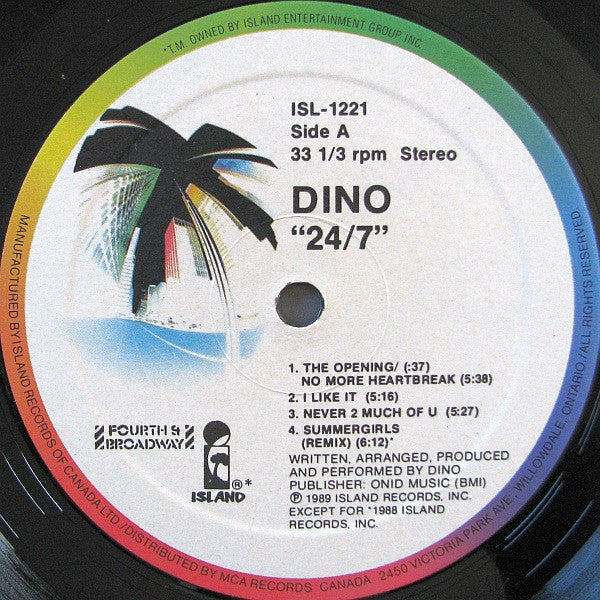 *T.M. OWNED BY ISLAND ENTERTAINMENT GROUP INC.
ISL-1221
Side A
33 1/3 rpm Stereo
DINO
"24/7"
1. THE OPENING/ (:37)
NO MORE HEARTBREAK (5:38)
2. I LIKE IT (5:16)
3. NEVER 2 MUCH OF U (5:27)
4. SUMMERGIRLS
(REMIX) (6:12)*
WRITTEN, ARRANGED, PRODUCED
AND PERFORMED BY DINO
PUBLISHER: ONID MUSIC (BMI)
℗ 1989 ISLAND RECORDS, INC.
EXCEPT FOR *1988 ISLAND
RECORDS, INC.
FOURTH &
BROADWAY
®*
ISLAND
MANUFACTURED BY ISLAND RECORDS OF CANADA LTD./DISTRIBUTED BY MCA RECORDS CANADA 2450 VICTORIA PARK AVE. WILLOWDALE, ONTARIO./ALL RIGHTS RESERVED